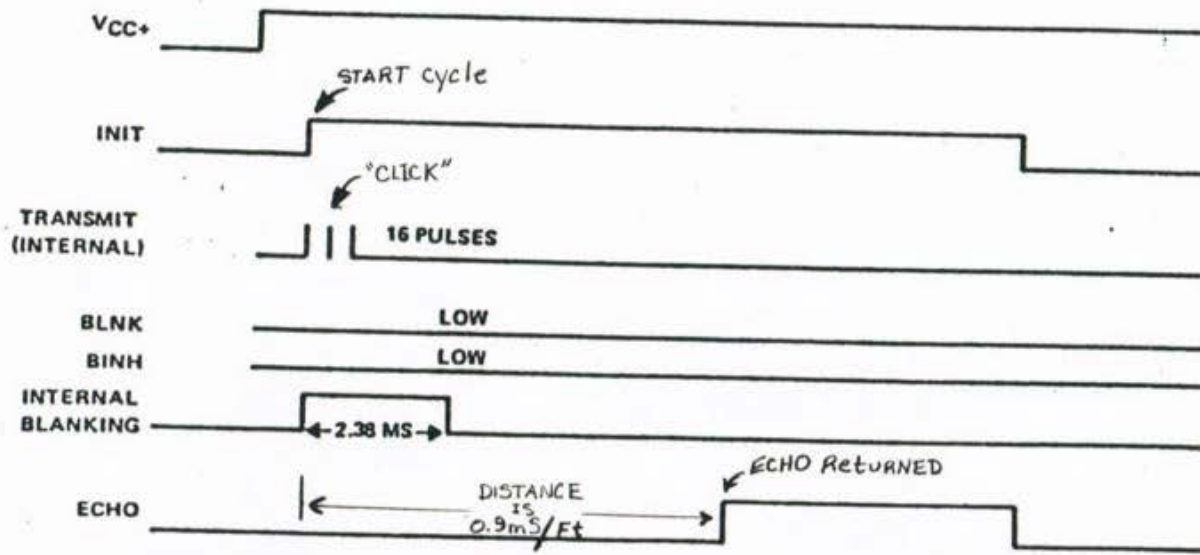 VCC+
START cycle
INIT
"CLICK"
TRANSMIT
(INTERNAL)
16 PULSES
BLNK
LOW
BINH
LOW
INTERNAL
BLANKING
2.38 MS
ECHO RETURNED
ECHO
DISTANCE
IS
0.9mS/Ft